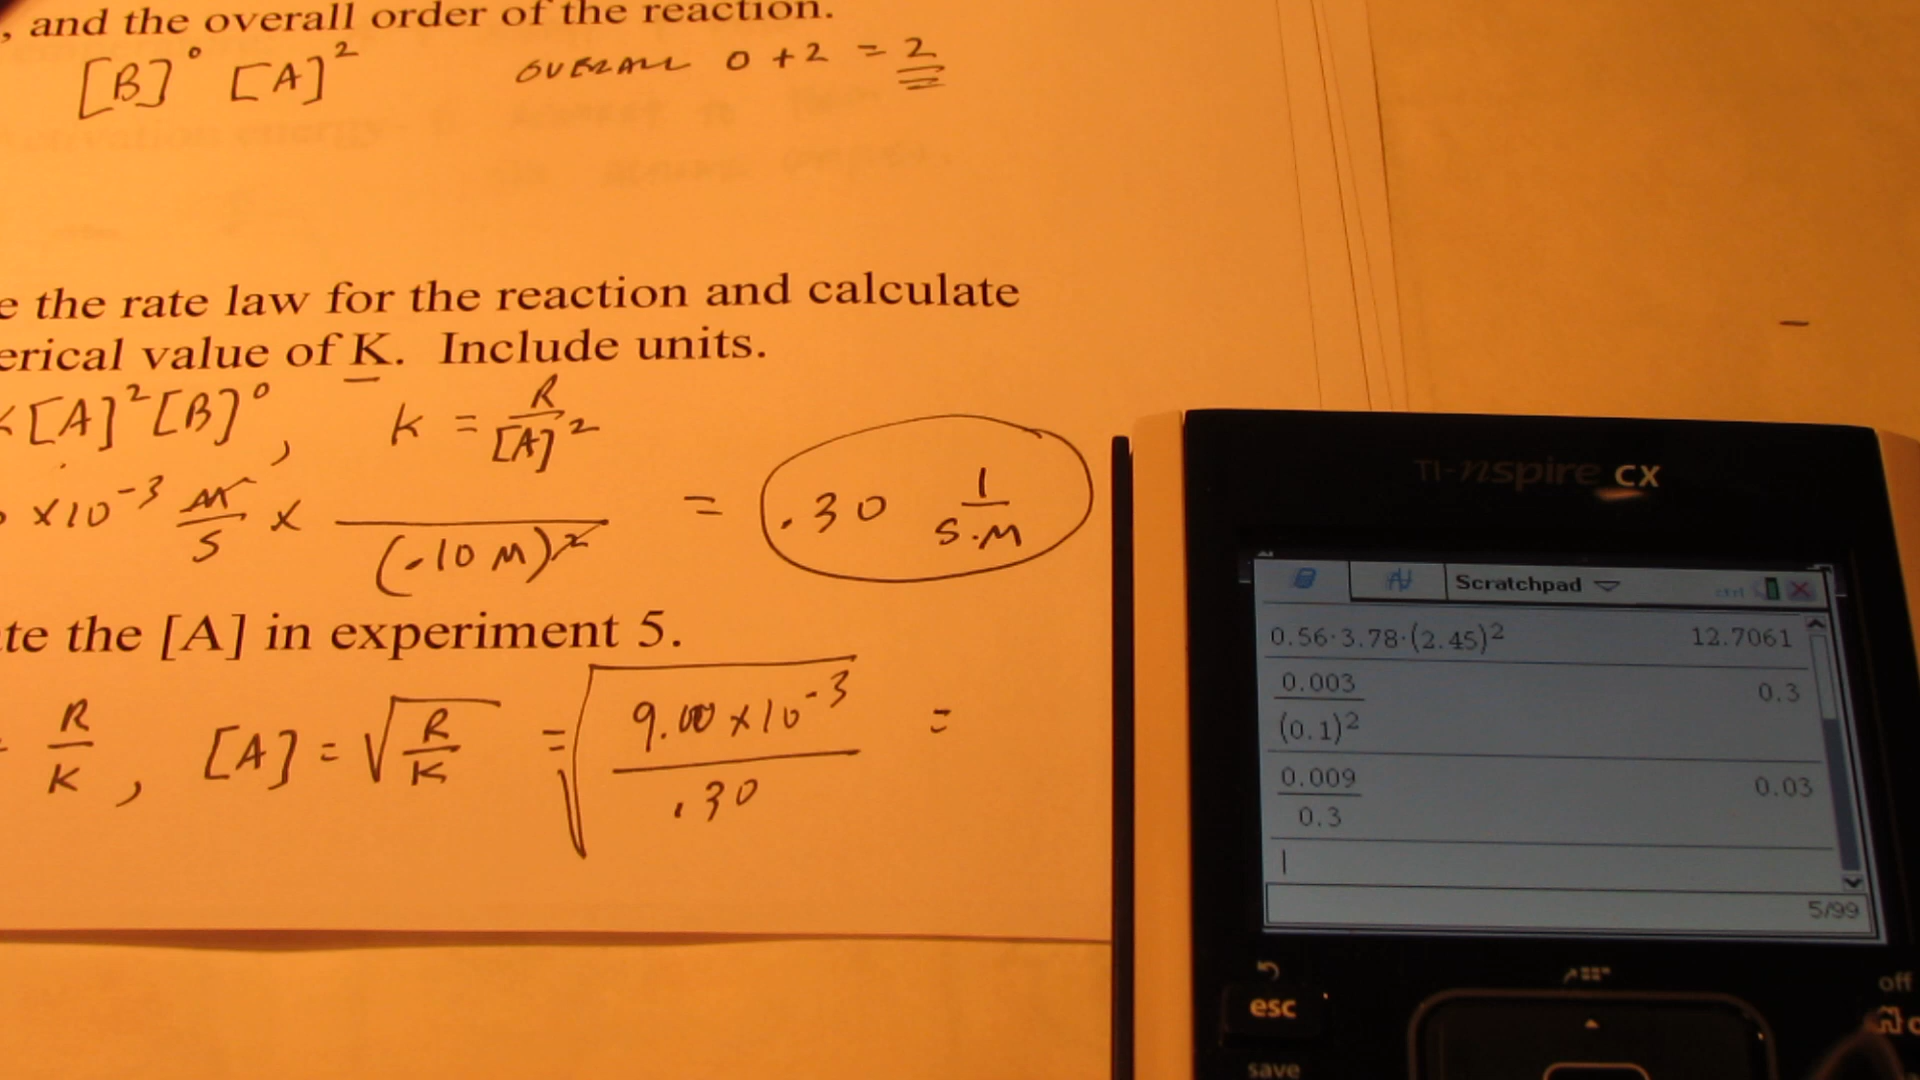 , and the overall order of the reaction.
[B]⁰ [A]² OVERALL 0 + 2 = 2
e the rate law for the reaction and calculate
erical value of K. Include units.
K[A]²[B]⁰, k = R/[A]²
×10⁻³ M/S × /(.10 M)² = .30 1/S.M
te the [A] in experiment 5.
R/K, [A] = √R/K = √9.00 ×10⁻³/.30 =
TI-nspire CX
Scratchpad
0.56·3.78·(2.45)² 12.7061
0.003/(0.1)² 0.3
0.009/0.3 0.03
5/99
esc
off
save